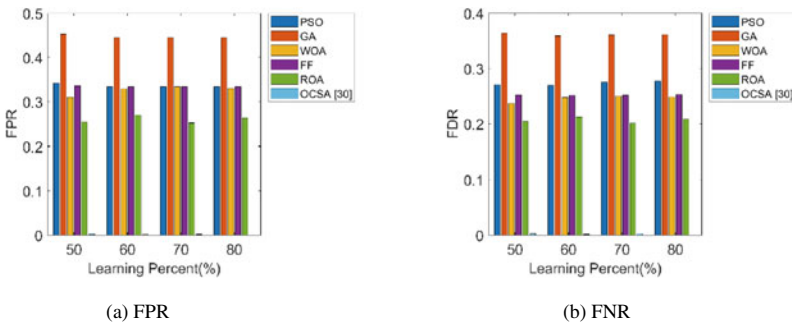 0.5
0.4
0.3
0.2
0.1
0
FPR
50 60 70 80
Learning Percent(%)
PSO
GA
WOA
FF
ROA
OCSA [30]
(a) FPR
0.4
0.3
0.2
0.1
0
FDR
50 60 70 80
Learning Percent(%)
PSO
GA
WOA
FF
ROA
OCSA [30]
(b) FNR